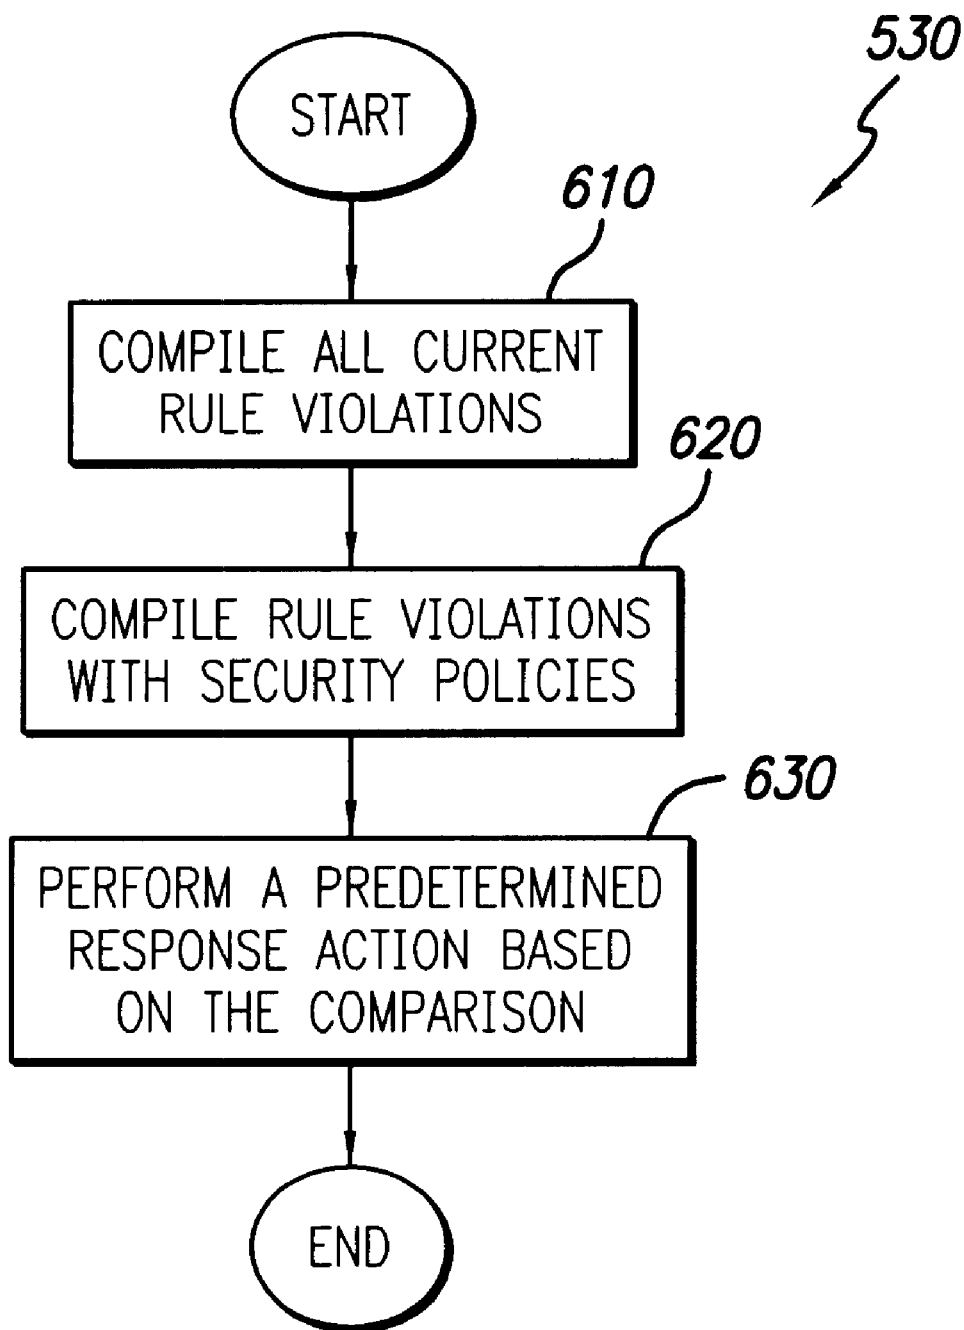 530
START
610
COMPILE ALL CURRENT
RULE VIOLATIONS
620
COMPILE RULE VIOLATIONS
WITH SECURITY POLICIES
630
PERFORM A PREDETERMINED
RESPONSE ACTION BASED
ON THE COMPARISON
END